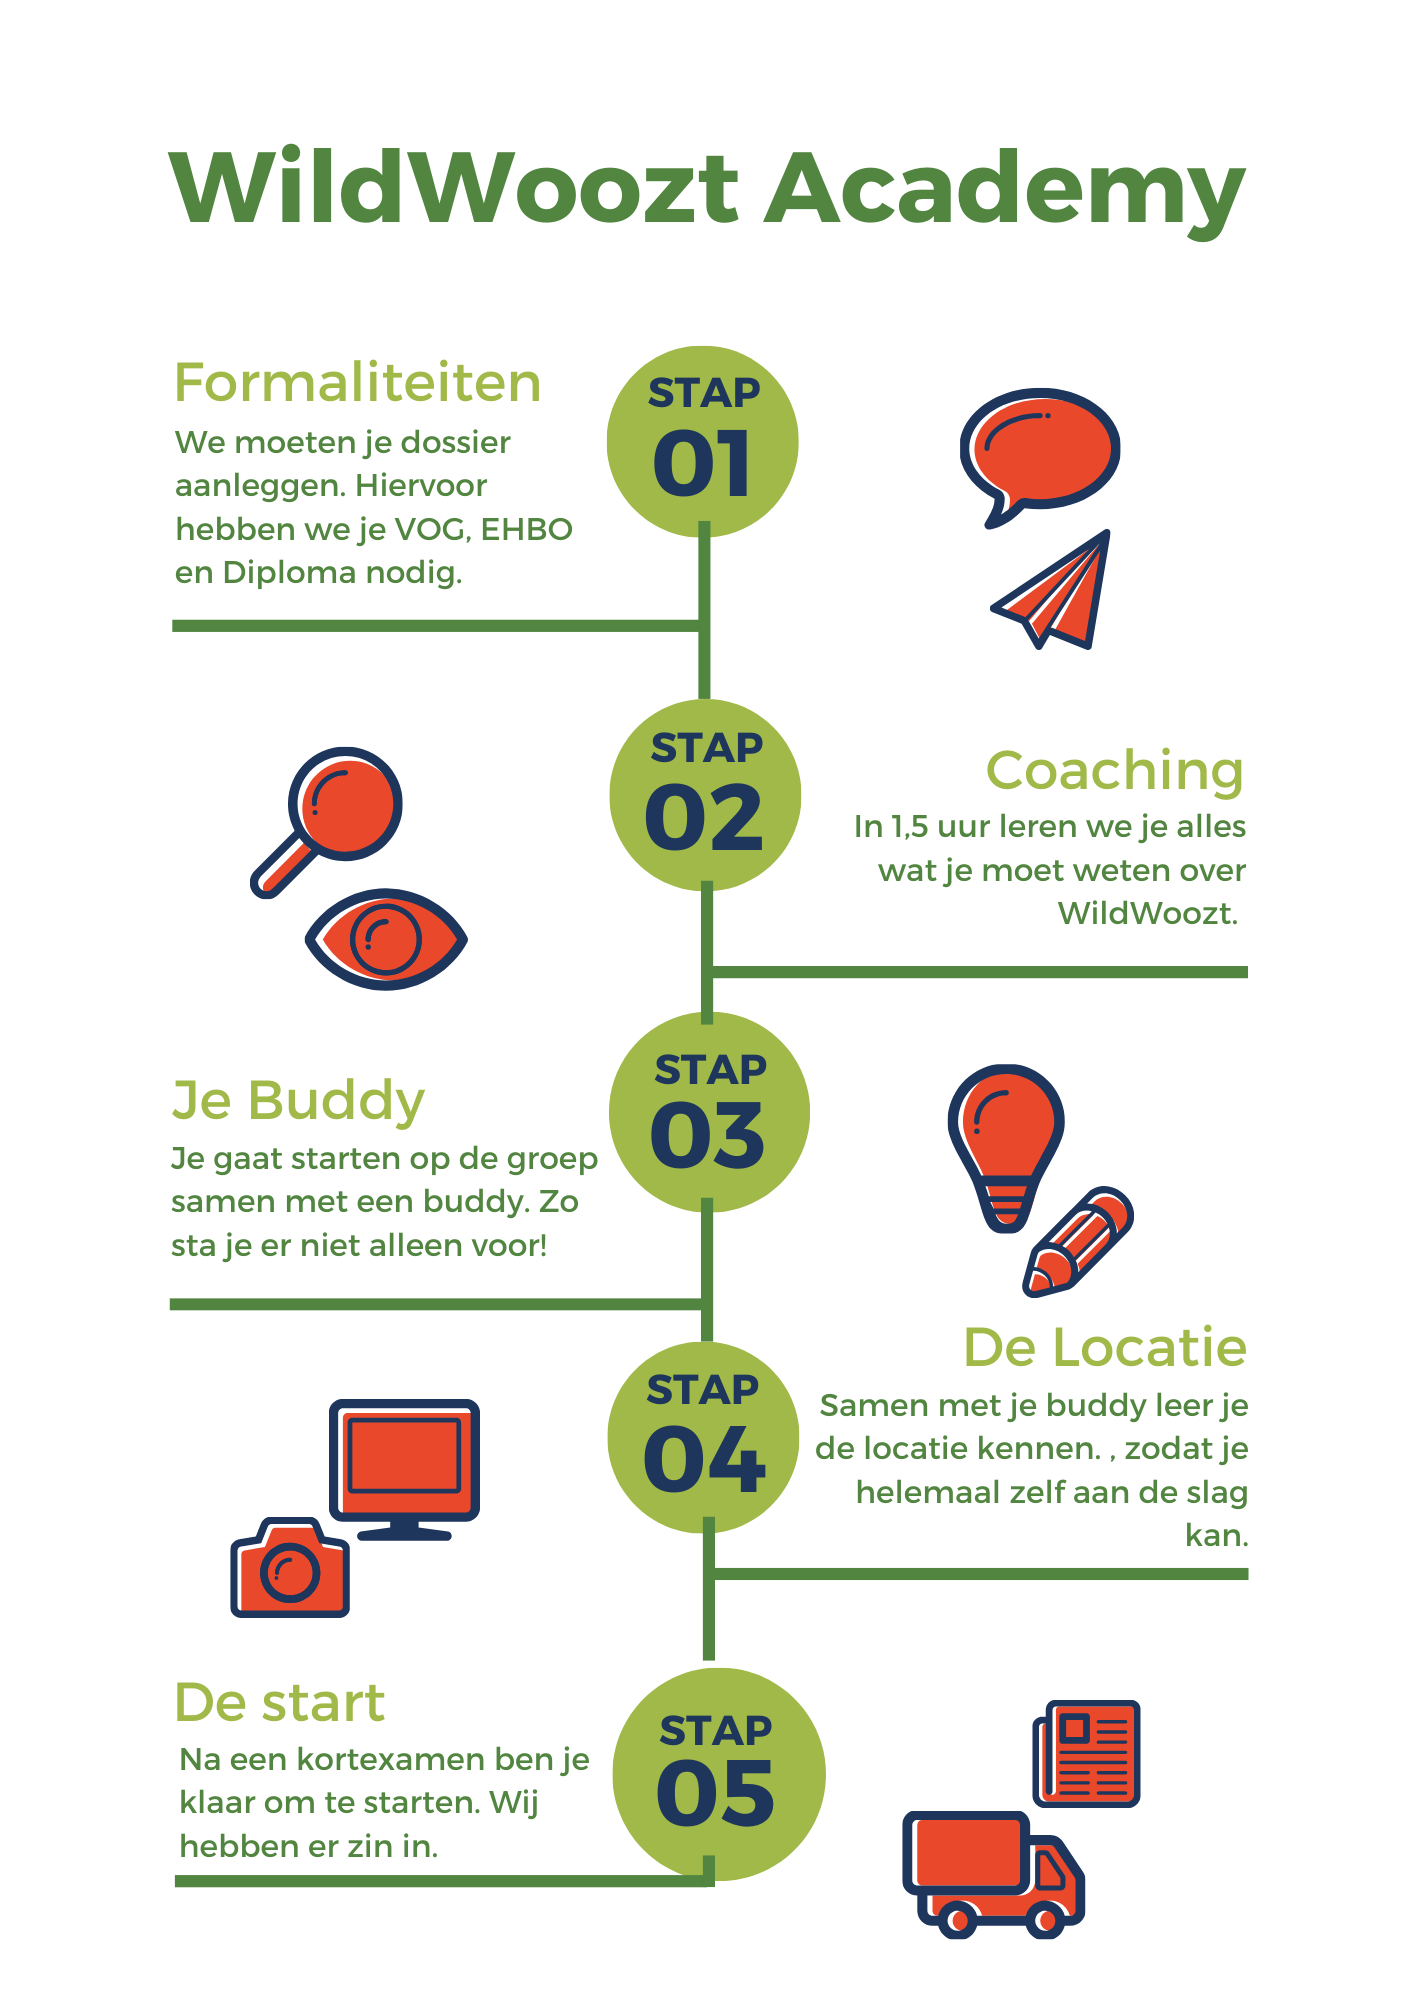 WildWoozt Academy
Formaliteiten
We moeten je dossier
aanleggen. Hiervoor
hebben we je VOG, EHBO
en Diploma nodig.
STAP
01
STAP
02
Coaching
In 1,5 uur leren we je alles
wat je moet weten over
WildWoozt.
Je Buddy
Je gaat starten op de groep
samen met een buddy. Zo
sta je er niet alleen voor!
STAP
03
STAP
04
De Locatie
Samen met je buddy leer je
de locatie kennen. , zodat je
helemaal zelf aan de slag
kan.
De start
Na een kortexamen ben je
klaar om te starten. Wij
hebben er zin in.
STAP
05